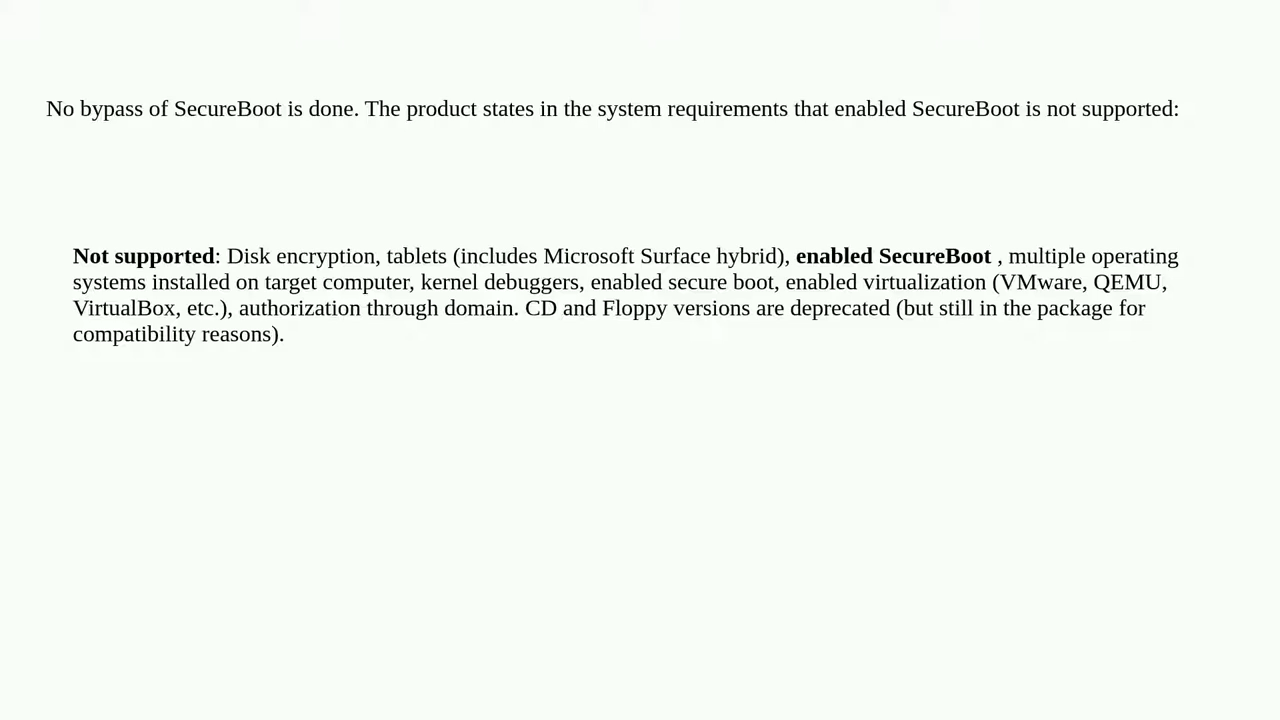 No bypass of SecureBoot is done. The product states in the system requirements that enabled SecureBoot is not supported:
Not supported: Disk encryption, tablets (includes Microsoft Surface hybrid), enabled SecureBoot , multiple operating
systems installed on target computer, kernel debuggers, enabled secure boot, enabled virtualization (VMware, QEMU,
VirtualBox, etc.), authorization through domain. CD and Floppy versions are deprecated (but still in the package for
compatibility reasons).